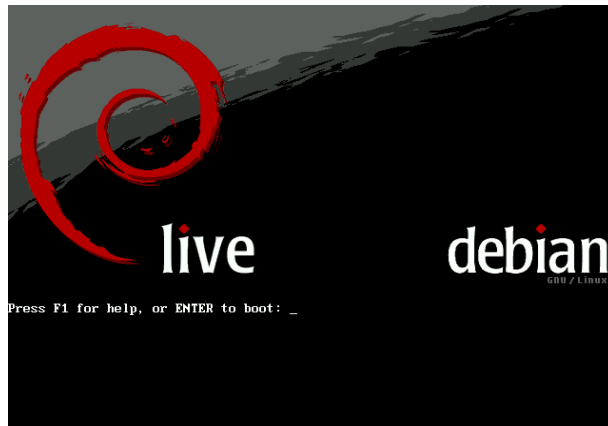 live debian
GNU / Linux
Press F1 for help, or ENTER to boot: _